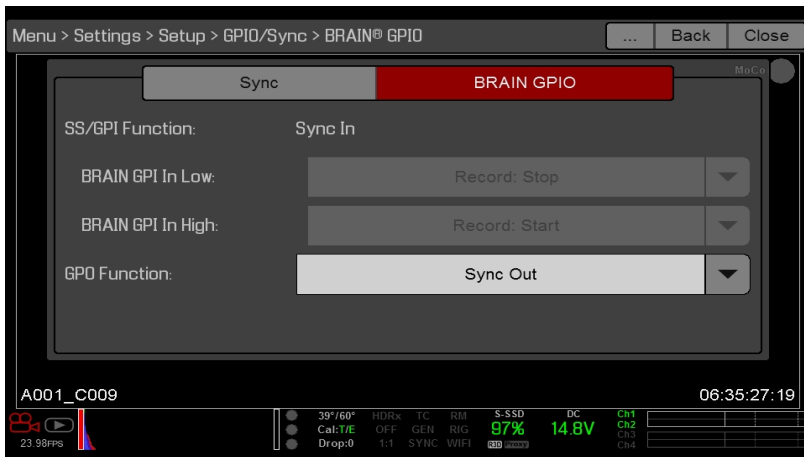 Menu > Settings > Setup > GPIO/Sync > BRAIN® GPIO ... Back Close
MoCo
Sync BRAIN GPIO
SS/GPI Function: Sync In
BRAIN GPI In Low: Record: Stop
BRAIN GPI In High: Record: Start
GPO Function: Sync Out
A001_C009 06:35:27:19
39°/60° HDRx TC RM S-SSD DC Ch1
Cal:T/E OFF GEN RIG 97% 14.8V Ch2
Ch3
23.98FPS Drop:0 1:1 SYNC WIFI R3D Proxy Ch4